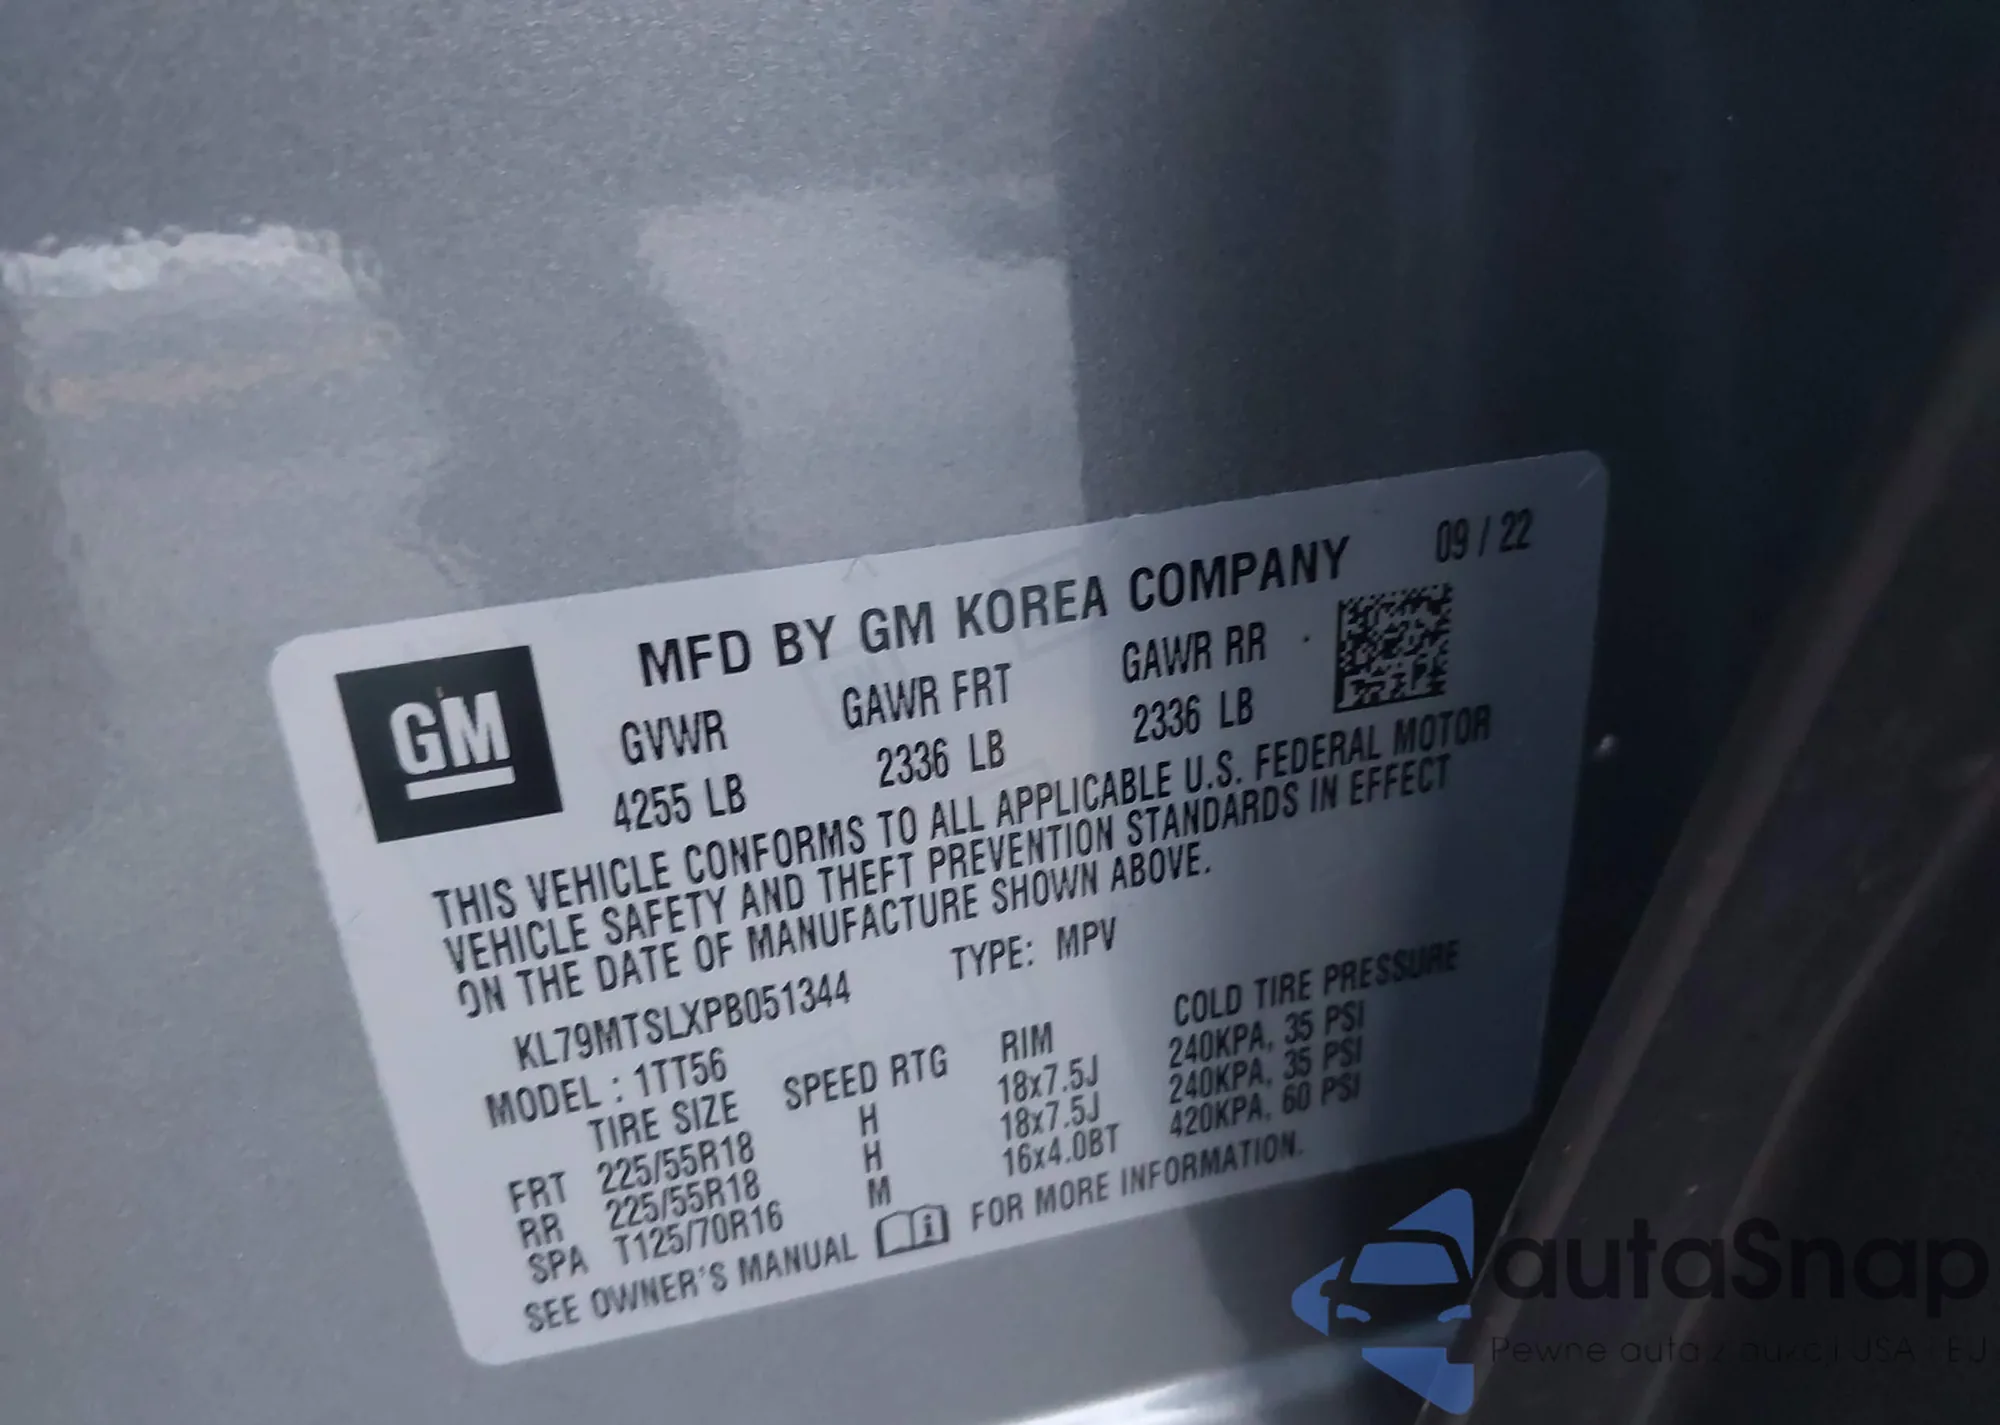 MFD BY GM KOREA COMPANY 09 / 22
GM
GVWR GAWR FRT GAWR RR
4255 LB 2336 LB 2336 LB
THIS VEHICLE CONFORMS TO ALL APPLICABLE U.S. FEDERAL MOTOR
VEHICLE SAFETY AND THEFT PREVENTION STANDARDS IN EFFECT
ON THE DATE OF MANUFACTURE SHOWN ABOVE.
KL79MTSLXPB051344 TYPE: MPV
MODEL : 1TT56
TIRE SIZE SPEED RTG RIM COLD TIRE PRESSURE
FRT 225/55R18 H 18x7.5J 240KPA, 35 PSI
RR 225/55R18 H 18x7.5J 240KPA, 35 PSI
SPA T125/70R16 M 16x4.0BT 420KPA, 60 PSI
SEE OWNER'S MANUAL FOR MORE INFORMATION.
autaSnap
Pewne auta z aukcji USA